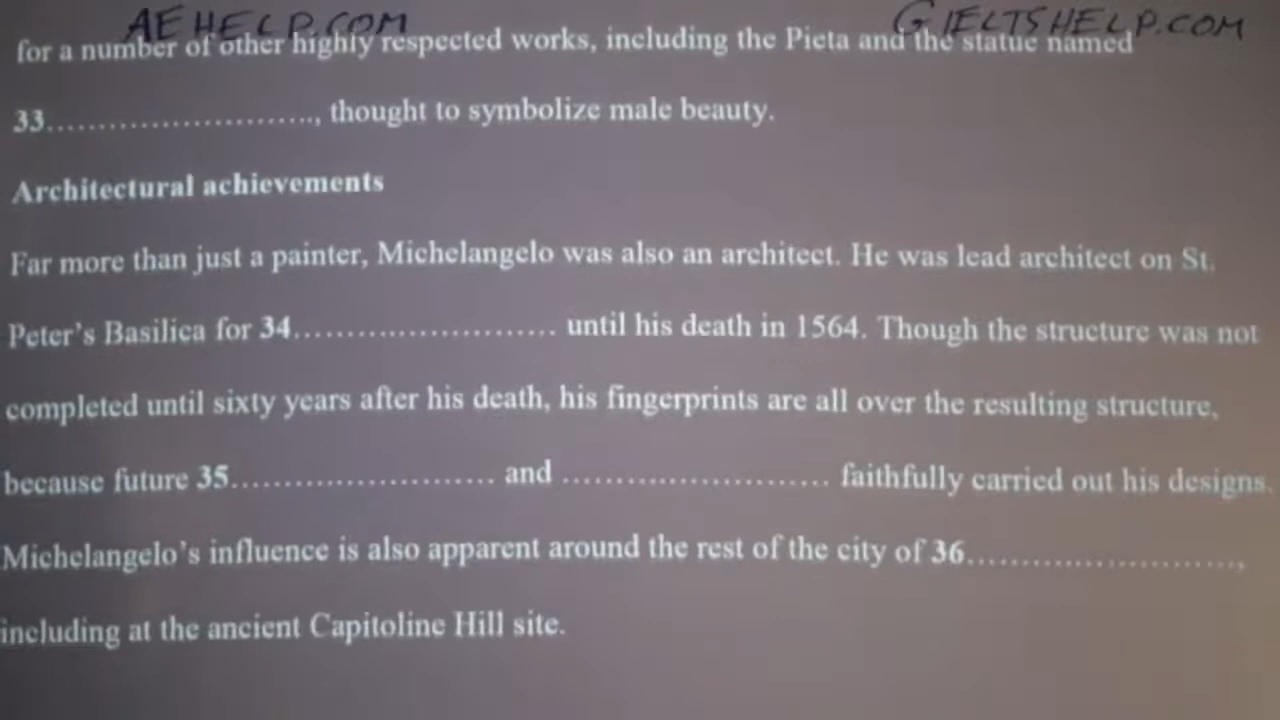 AEHELP.COM GIELTSHELP.COM
for a number of other highly respected works, including the Pieta and the statue named
33……………………., thought to symbolize male beauty.
Architectural achievements
Far more than just a painter, Michelangelo was also an architect. He was lead architect on St.
Peter's Basilica for 34……………………. until his death in 1564. Though the structure was not
completed until sixty years after his death, his fingerprints are all over the resulting structure,
because future 35……………………. and ……………………. faithfully carried out his designs.
Michelangelo's influence is also apparent around the rest of the city of 36…………………….,
including at the ancient Capitoline Hill site.